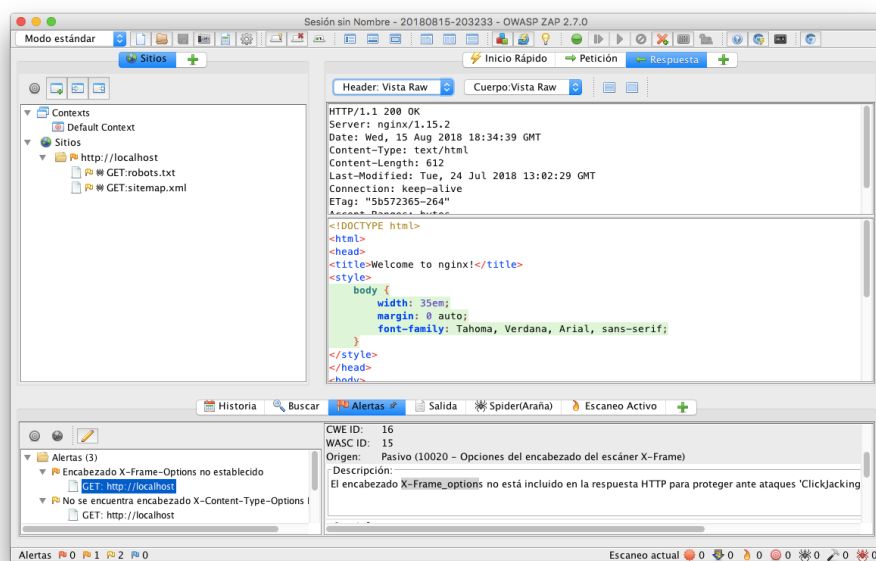 Sesión sin Nombre - 20180815-203233 - OWASP ZAP 2.7.0
Modo estándar
Sitios
Inicio Rápido
Petición
Respuesta
Header: Vista Raw
Cuerpo:Vista Raw
Contexts
Default Context
Sitios
http://localhost
GET:robots.txt
GET:sitemap.xml
HTTP/1.1 200 OK
Server: nginx/1.15.2
Date: Wed, 15 Aug 2018 18:34:39 GMT
Content-Type: text/html
Content-Length: 612
Last-Modified: Tue, 24 Jul 2018 13:02:29 GMT
Connection: keep-alive
ETag: "5b572365-264"
Accept-Ranges: bytes
<!DOCTYPE html>
<html>
<head>
<title>Welcome to nginx!</title>
<style>
body {
width: 35em;
margin: 0 auto;
font-family: Tahoma, Verdana, Arial, sans-serif;
}
</style>
</head>
<body>
Historia
Buscar
Alertas
Salida
Spider(Araña)
Escaneo Activo
Alertas (3)
Encabezado X-Frame-Options no establecido
GET: http://localhost
No se encuentra encabezado X-Content-Type-Options
GET: http://localhost
CWE ID: 16
WASC ID: 15
Origen: Pasivo (10020 - Opciones del encabezado del escáner X-Frame)
Descripción:
El encabezado X-Frame_options no está incluido en la respuesta HTTP para proteger ante ataques 'ClickJacking
Alertas 0 1 2 0
Escaneo actual 0 0 0 0 0 0 0